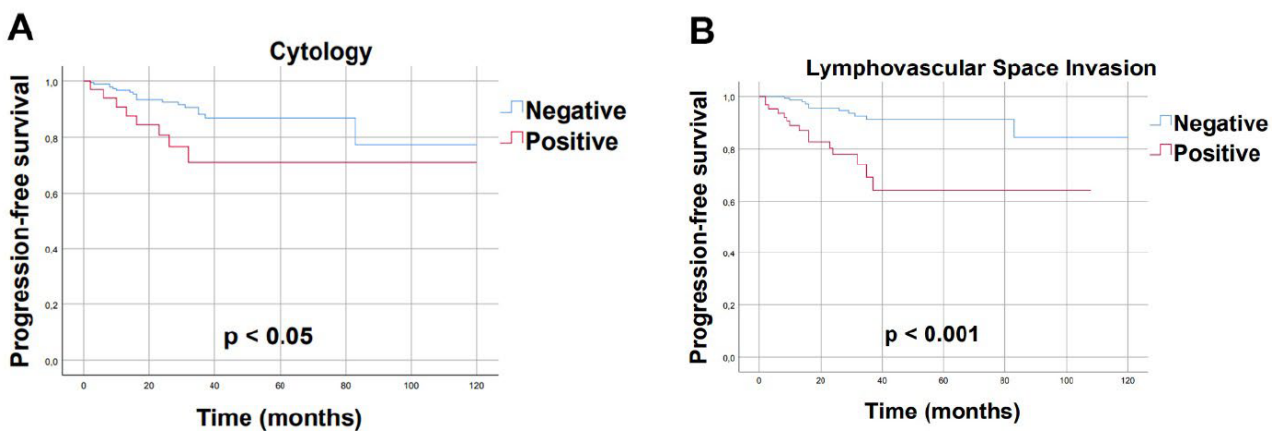 A
Cytology
Progression-free survival
1,0
0,8
0,6
0,4
0,2
0,0
0 20 40 60 80 100 120
Time (months)
Negative
Positive
p < 0.05
B
Lymphovascular Space Invasion
Progression-free survival
1,0
0,8
0,6
0,4
0,2
0,0
0 20 40 60 80 100 120
Time (months)
Negative
Positive
p < 0.001